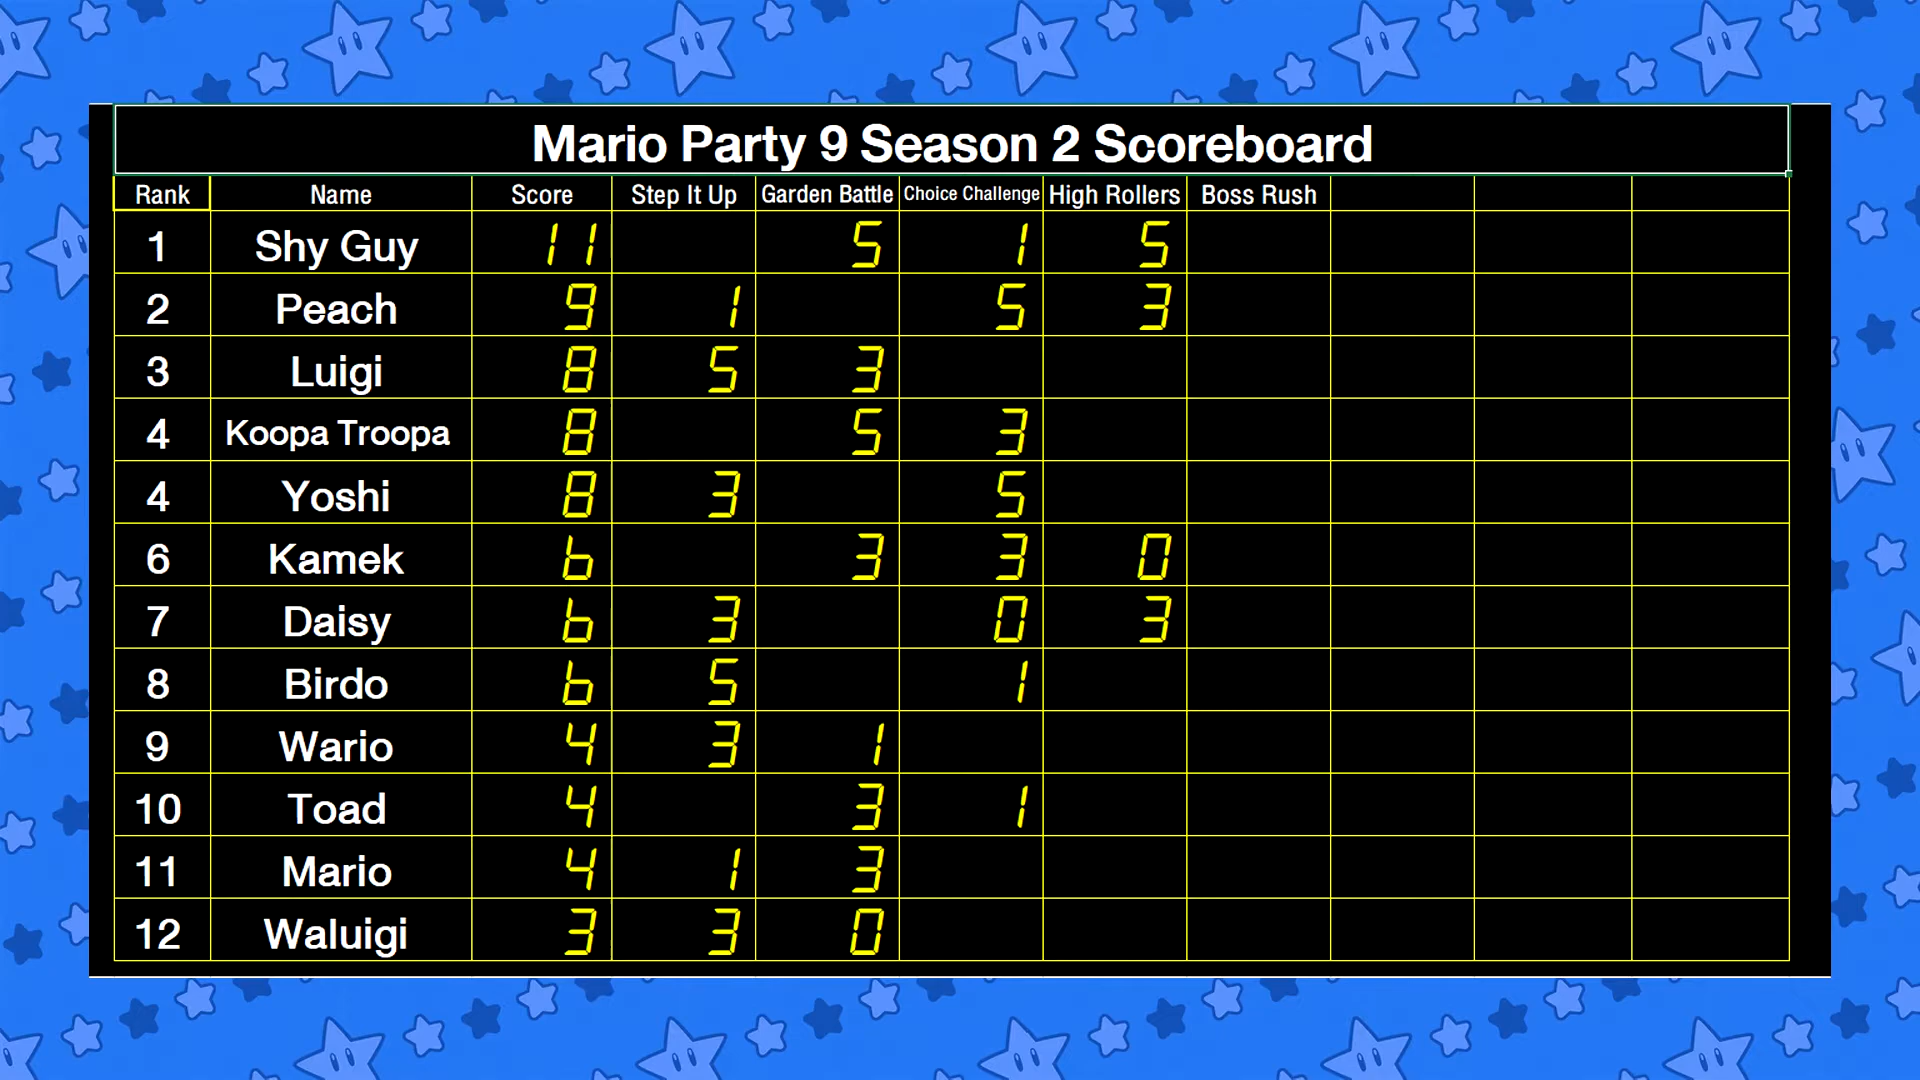 Mario Party 9 Season 2 Scoreboard
Rank Name Score Step It Up Garden Battle Choice Challenge High Rollers Boss Rush
1 Shy Guy 11 5 1 5
2 Peach 9 1 5 3
3 Luigi 8 5 3
4 Koopa Troopa 8 5 3
4 Yoshi 8 3 5
6 Kamek 6 3 3 0
7 Daisy 6 3 0 3
8 Birdo 6 5 1
9 Wario 4 3 1
10 Toad 4 3 1
11 Mario 4 1 3
12 Waluigi 3 3 0